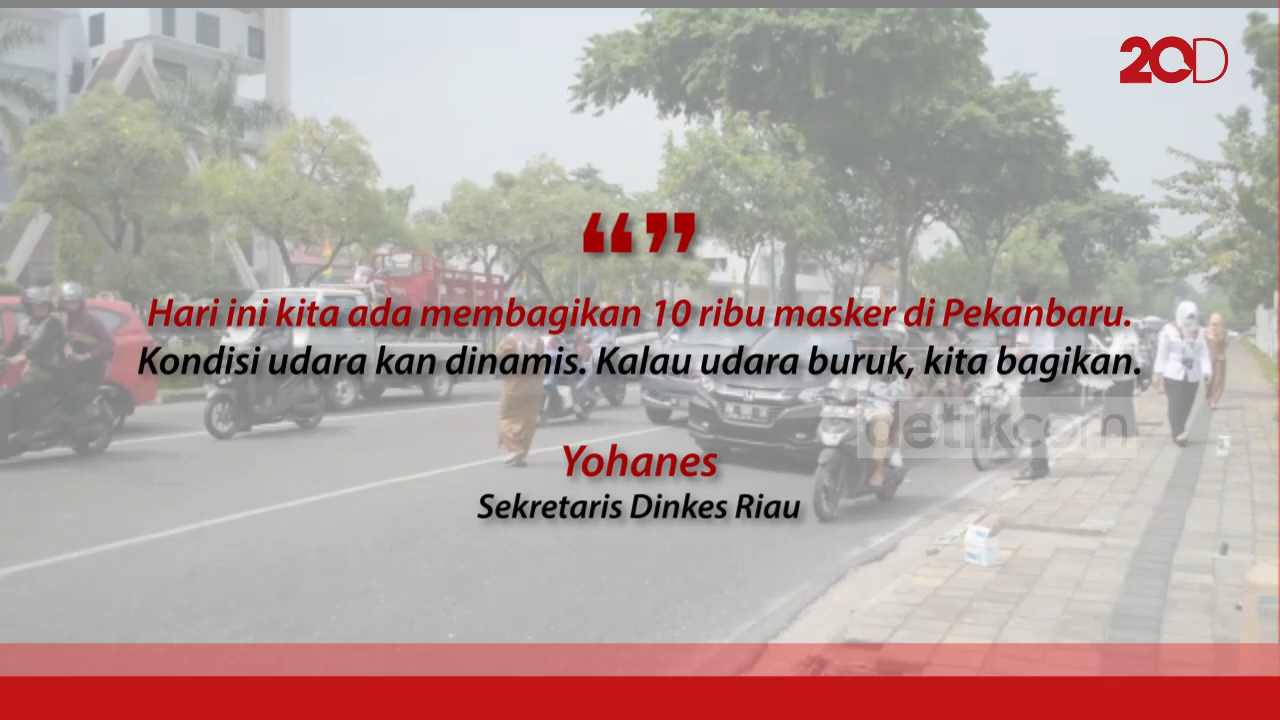 20D
Hari ini kita ada membagikan 10 ribu masker di Pekanbaru.
Kondisi udara kan dinamis. Kalau udara buruk, kita bagikan.
detikcom
Yohanes
Sekretaris Dinkes Riau